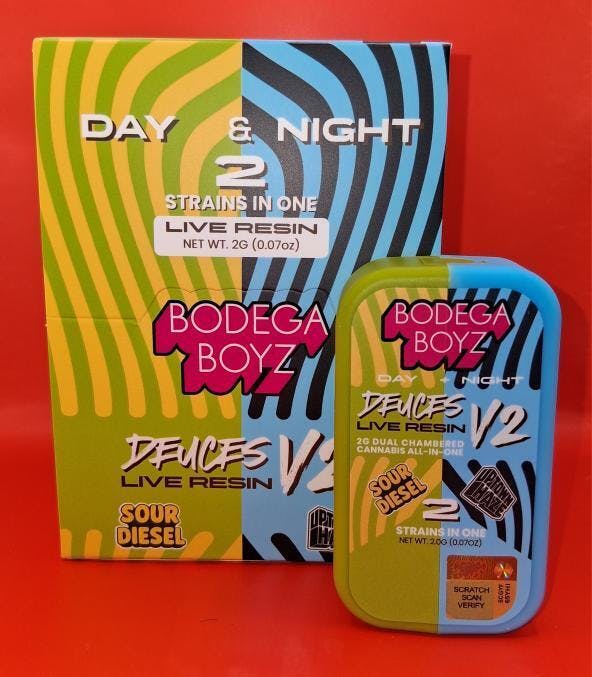 DAY & NIGHT
2
STRAINS IN ONE
LIVE RESIN
NET WT. 2G (0.07oz)
BODEGA
BOYZ
DEUCES V2
LIVE RESIN
SOUR
DIESEL
BODEGA
BOYZ
DAY + NIGHT
DEUCES V2
LIVE RESIN
2G DUAL CHAMBERED
CANNABIS ALL-IN-ONE
SOUR
DIESEL
UPTOWN
HAZE
2
STRAINS IN ONE
NET WT. 2.0G (0.07OZ)
SCRATCH
SCAN
VERIFY